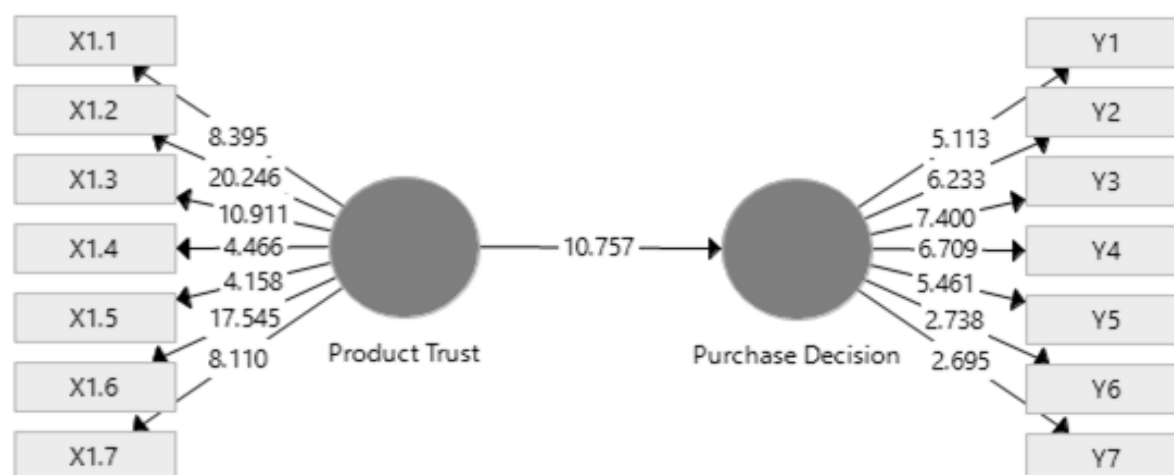 X1.1
X1.2
X1.3
X1.4
X1.5
X1.6
X1.7
8.395
20.246
10.911
4.466
4.158
17.545
8.110
Product Trust
10.757
Purchase Decision
5.113
6.233
7.400
6.709
5.461
2.738
2.695
Y1
Y2
Y3
Y4
Y5
Y6
Y7